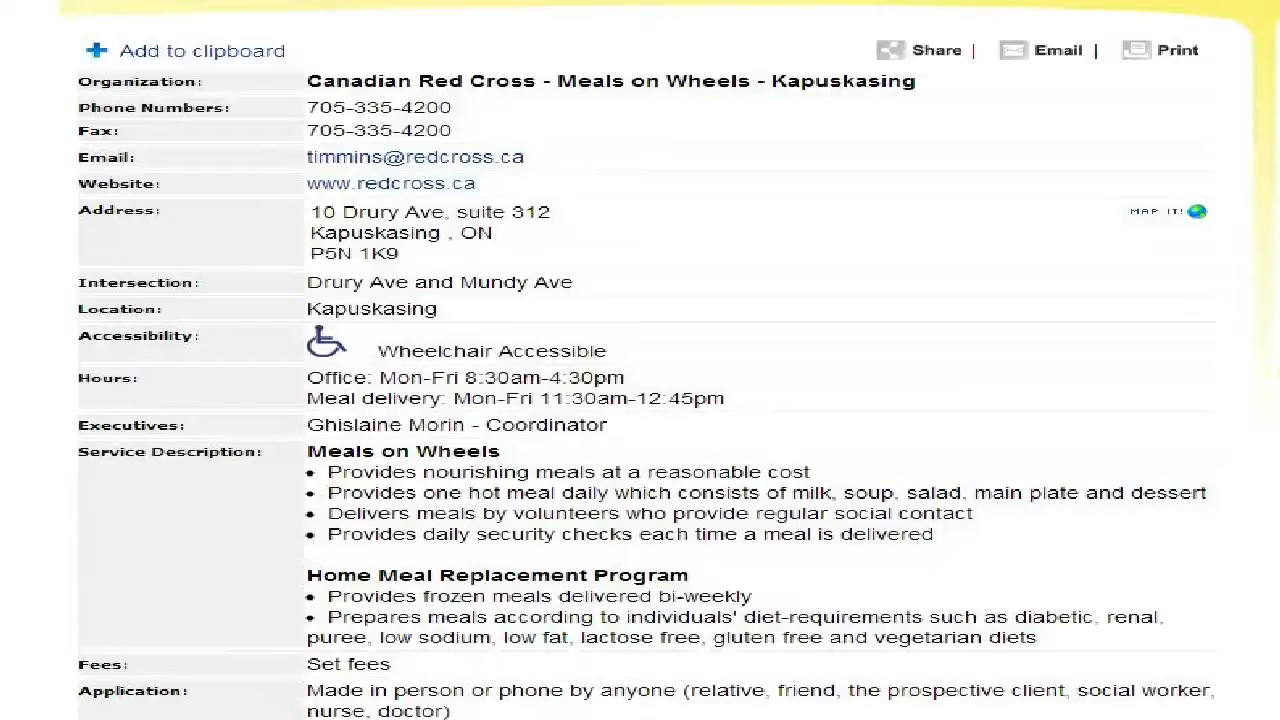 Add to clipboard
Share | Email | Print
Organization: Canadian Red Cross - Meals on Wheels - Kapuskasing
Phone Numbers: 705-335-4200
Fax: 705-335-4200
Email: timmins@redcross.ca
Website: www.redcross.ca
Address: 10 Drury Ave, suite 312
MAP IT!
Kapuskasing , ON
P5N 1K9
Intersection: Drury Ave and Mundy Ave
Location: Kapuskasing
Accessibility: Wheelchair Accessible
Hours: Office: Mon-Fri 8:30am-4:30pm
Meal delivery: Mon-Fri 11:30am-12:45pm
Executives: Ghislaine Morin - Coordinator
Service Description: Meals on Wheels
• Provides nourishing meals at a reasonable cost
• Provides one hot meal daily which consists of milk, soup, salad, main plate and dessert
• Delivers meals by volunteers who provide regular social contact
• Provides daily security checks each time a meal is delivered
Home Meal Replacement Program
• Provides frozen meals delivered bi-weekly
• Prepares meals according to individuals' diet-requirements such as diabetic, renal,
puree, low sodium, low fat, lactose free, gluten free and vegetarian diets
Fees: Set fees
Application: Made in person or phone by anyone (relative, friend, the prospective client, social worker,
nurse, doctor)